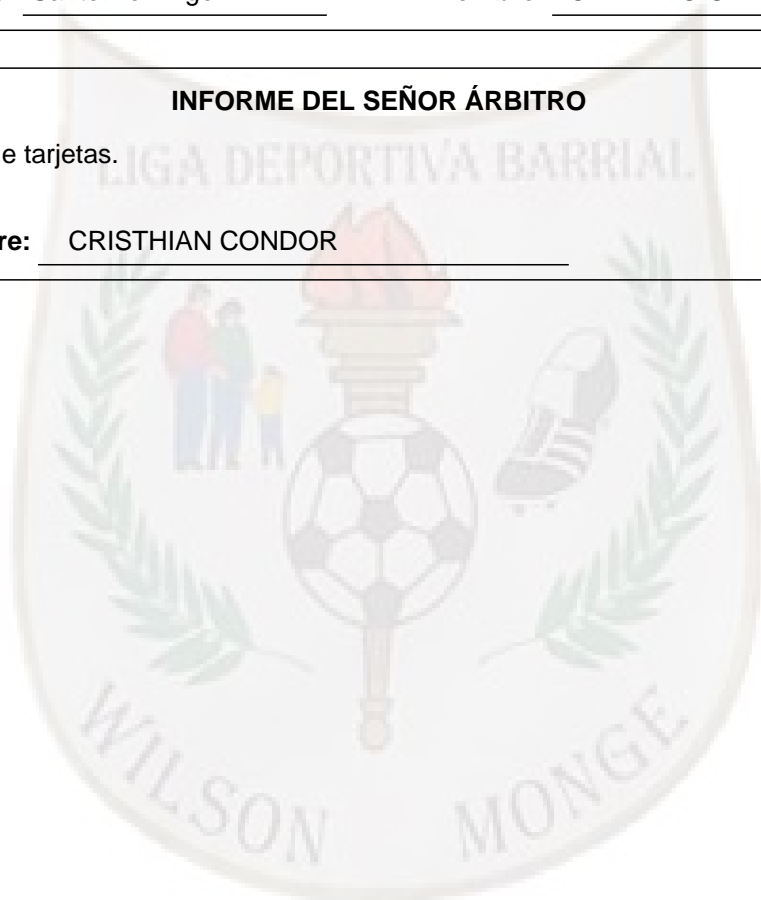 INFORME DEL SEÑOR ÁRBITRO
e tarjetas.
LIGA DEPORTIVA BARRIAL
re: CRISTHIAN CONDOR
WILSON MONGE